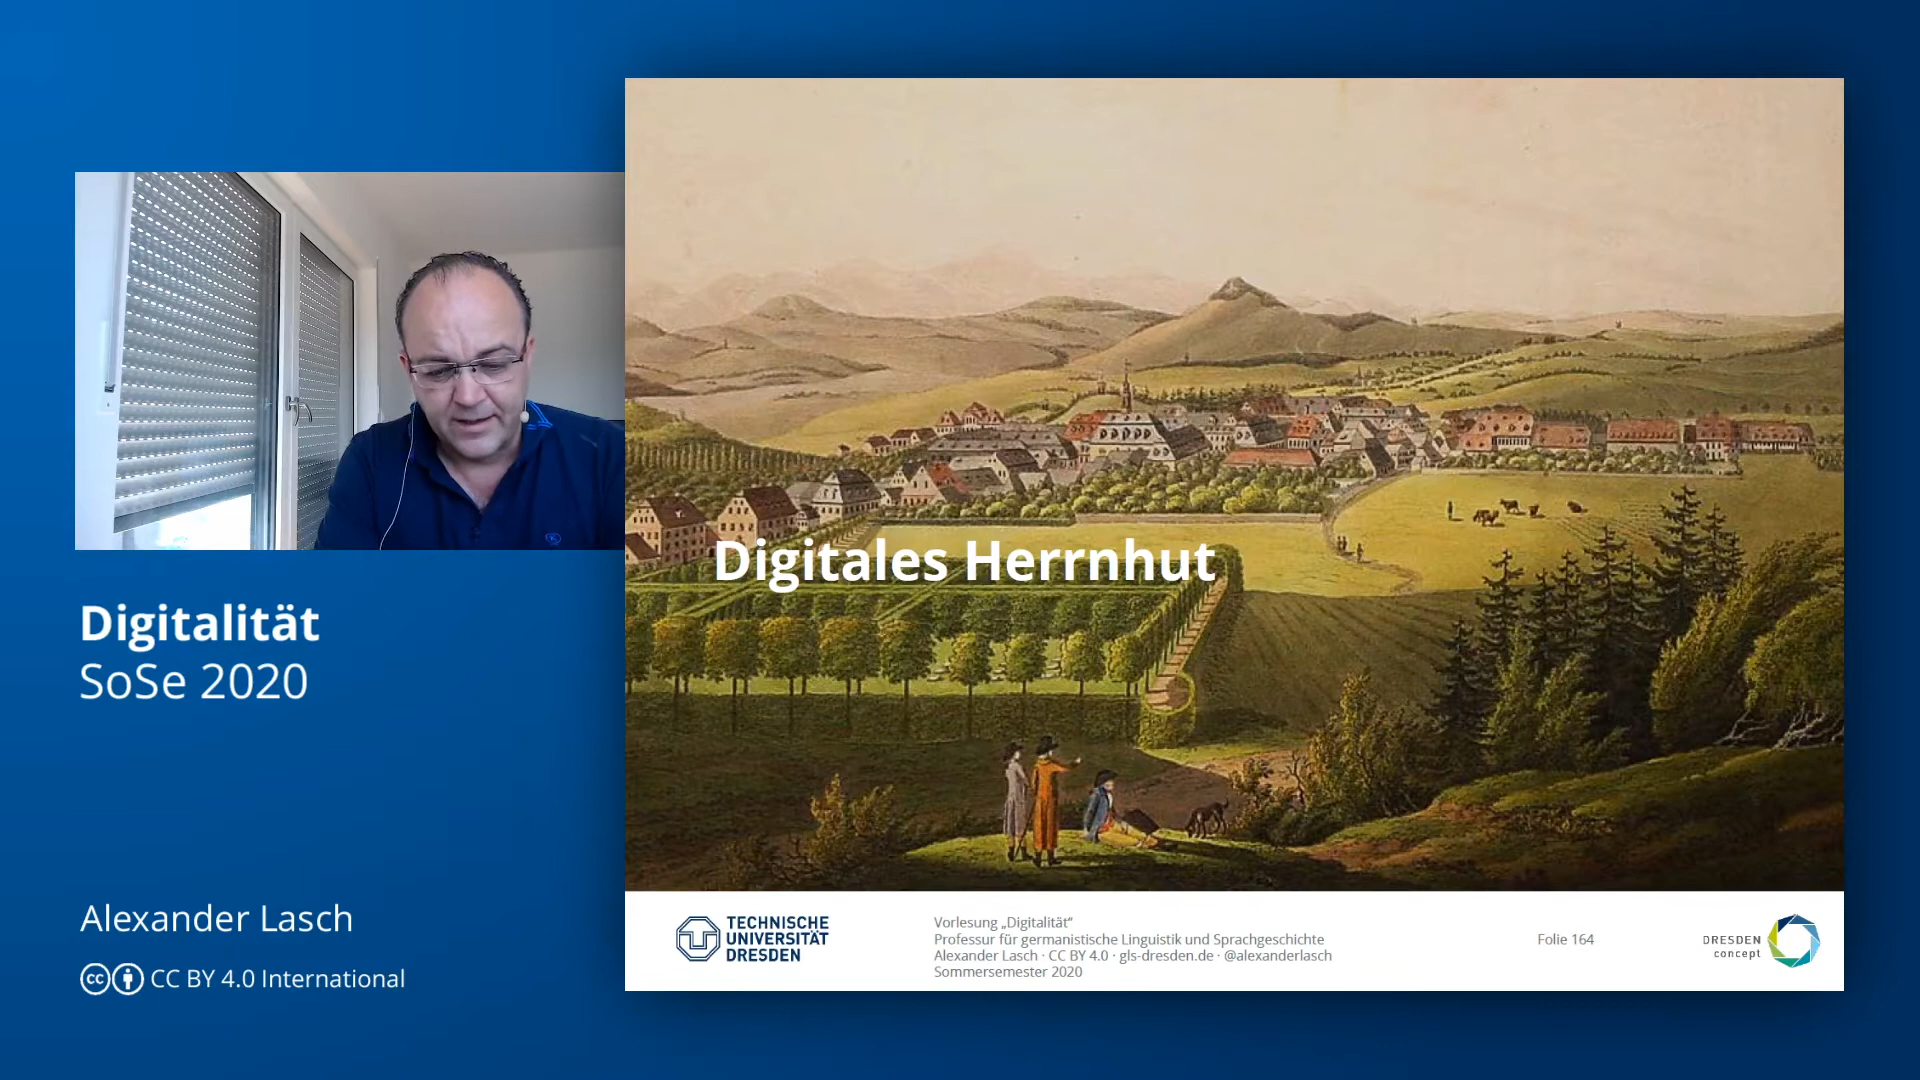 Digitales Herrnhut
Digitalität
SoSe 2020
Alexander Lasch
cc CC BY 4.0 International
TECHNISCHE
UNIVERSITÄT
DRESDEN
Vorlesung „Digitalität“
Professur für germanistische Linguistik und Sprachgeschichte
Alexander Lasch · CC BY 4.0 · gls-dresden.de · @alexanderlasch
Sommersemester 2020
Folie 164
DRESDEN
concept